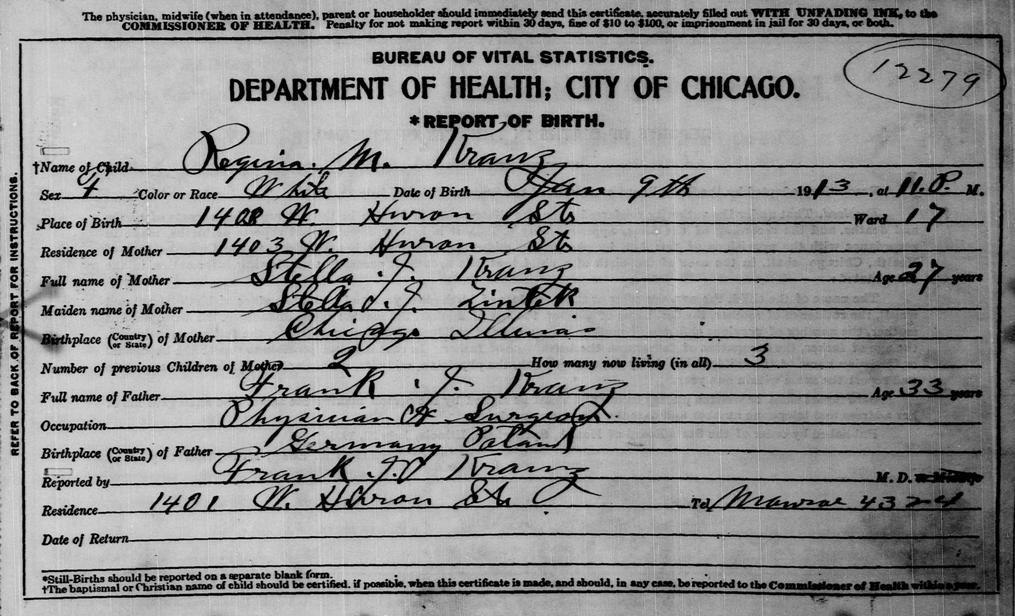 The physician, midwife (when in attendance), parent or householder should immediately send this certificate, accurately filled out WITH UNFADING INK, to the
COMMISSIONER OF HEALTH. Penalty for not making report within 30 days, fine of $10 to $100, or imprisonment in jail for 30 days, or both.
BUREAU OF VITAL STATISTICS.
12279
DEPARTMENT OF HEALTH; CITY OF CHICAGO.
*REPORT OF BIRTH.
†Name of Child Regina. M. Kranz
Sex Color or Race White Date of Birth Jan 9th 1913, at 11.P. M.
Place of Birth 1408 W. Huron St Ward 17
Residence of Mother 1403 W. Huron St
Full name of Mother Stella J. Kranz Age 27 years
Maiden name of Mother Stella J. Zintek
Birthplace (Country or State) of Mother Chicago Illinois
Number of previous Children of Mother 2 How many now living (in all) 3
Full name of Father Frank J. Kranz Age 33 years
Occupation Physician & Surgeon.
Birthplace (Country or State) of Father Germany Poland
Reported by Frank J. Kranz M. D. or Midwife
Residence 1401 W. Huron St. Tel Monroe 4324
Date of Return
*Still-Births should be reported on a separate blank form.
†The baptismal or Christian name of child should be certified, if possible, when this certificate is made, and should, in any case, be reported to the Commissioner of Health within a year.
REFER TO BACK OF REPORT FOR INSTRUCTIONS.